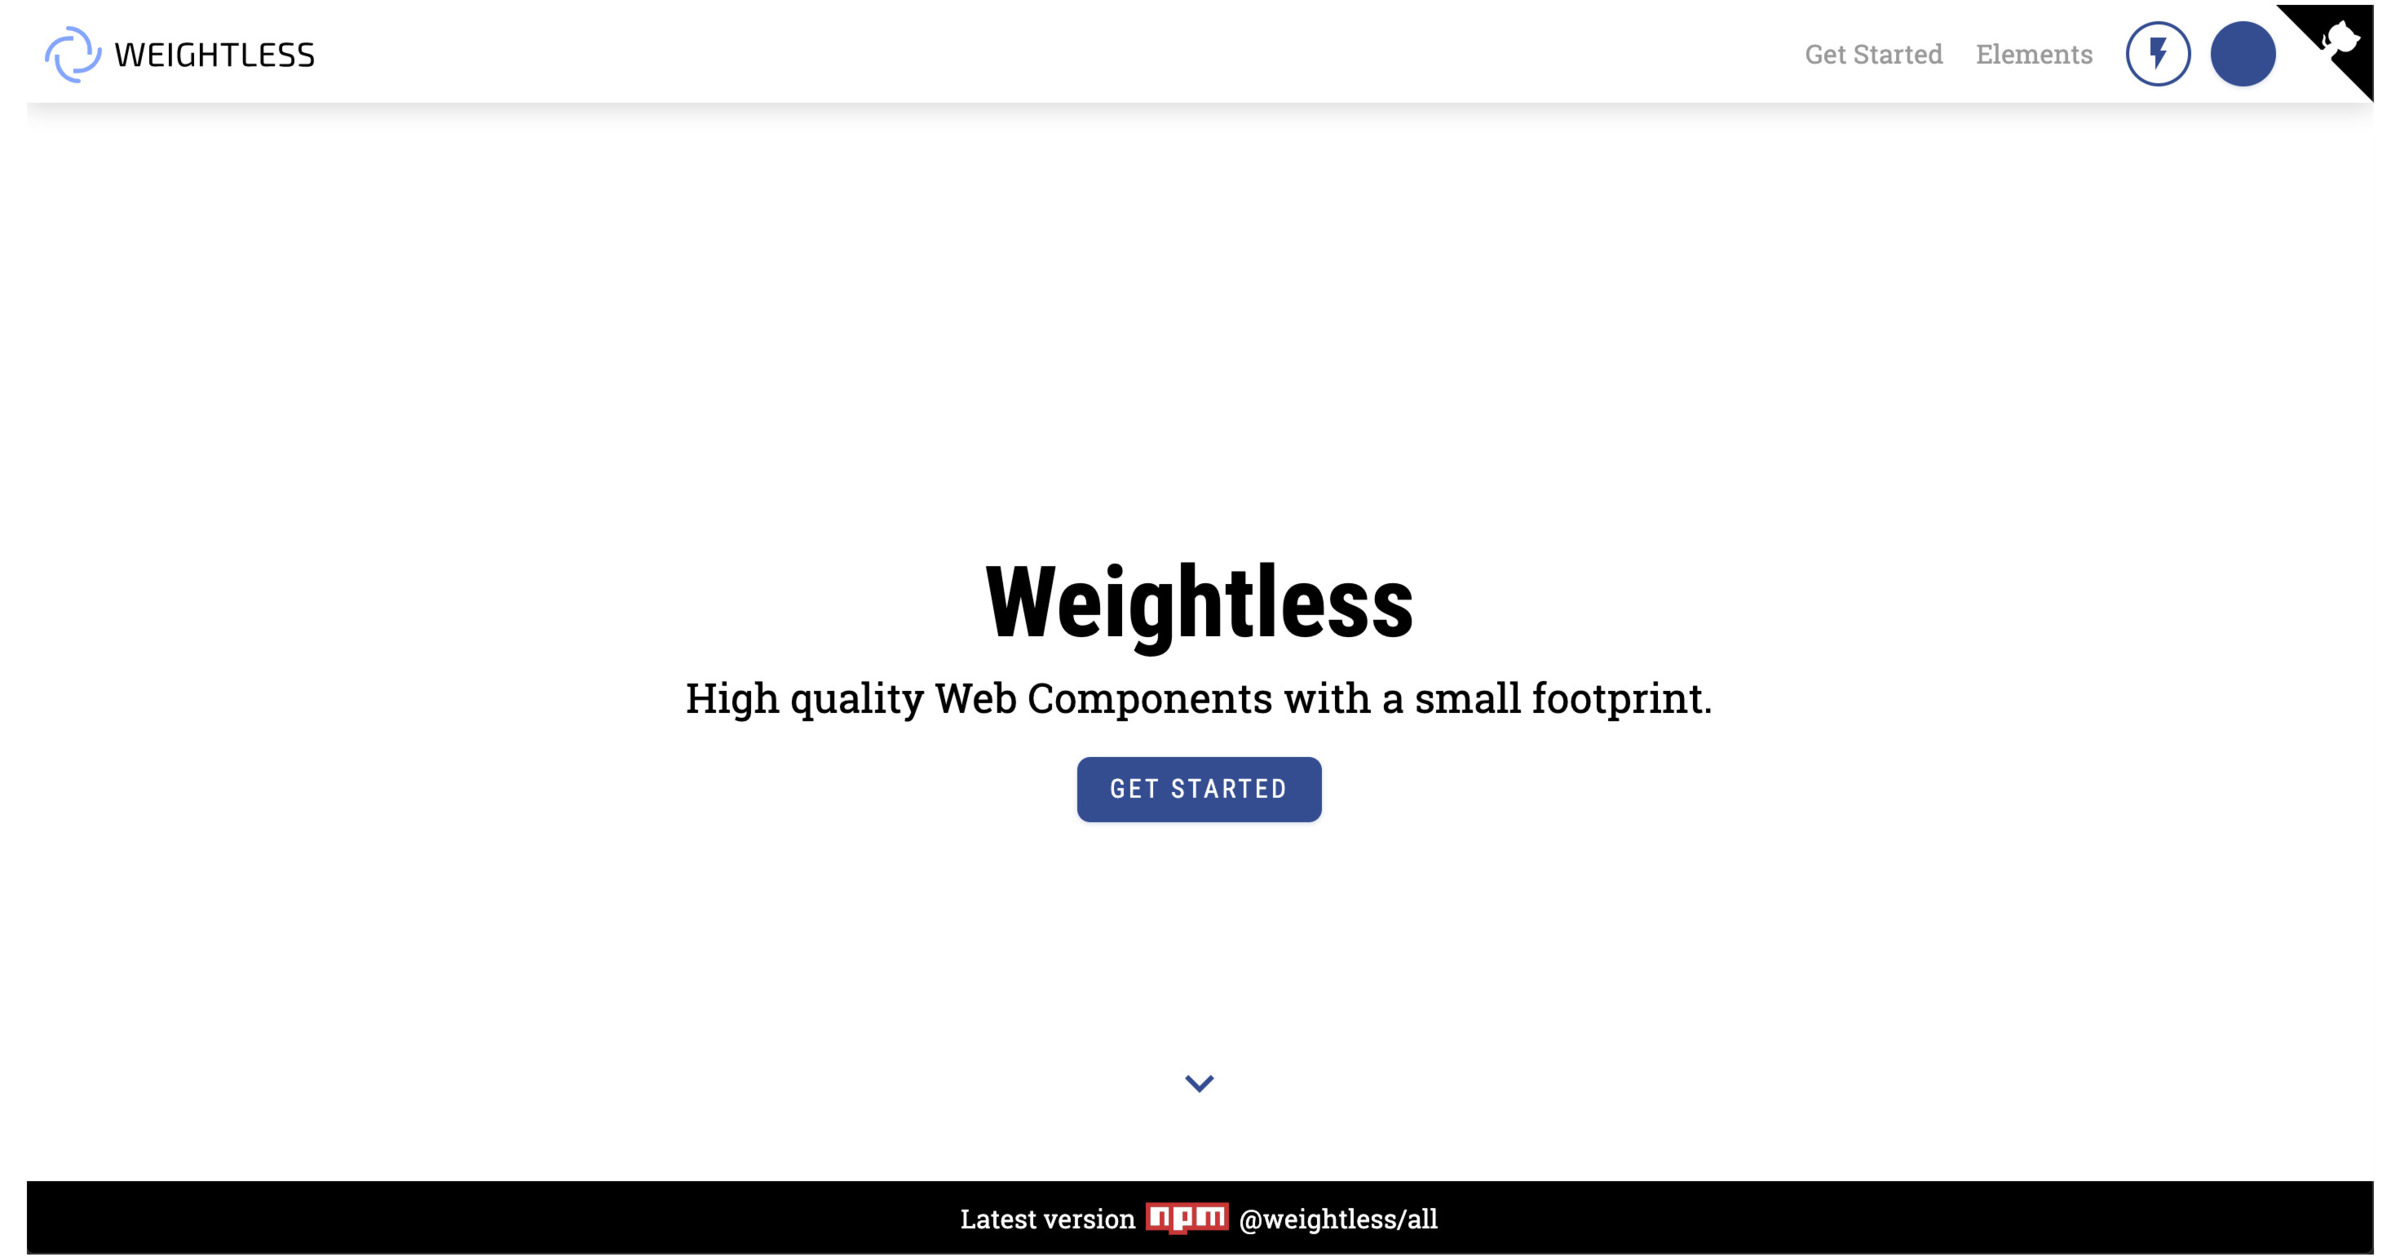 WEIGHTLESS
Get Started
Elements
Weightless
High quality Web Components with a small footprint.
GET STARTED
Latest version npm @weightless/all